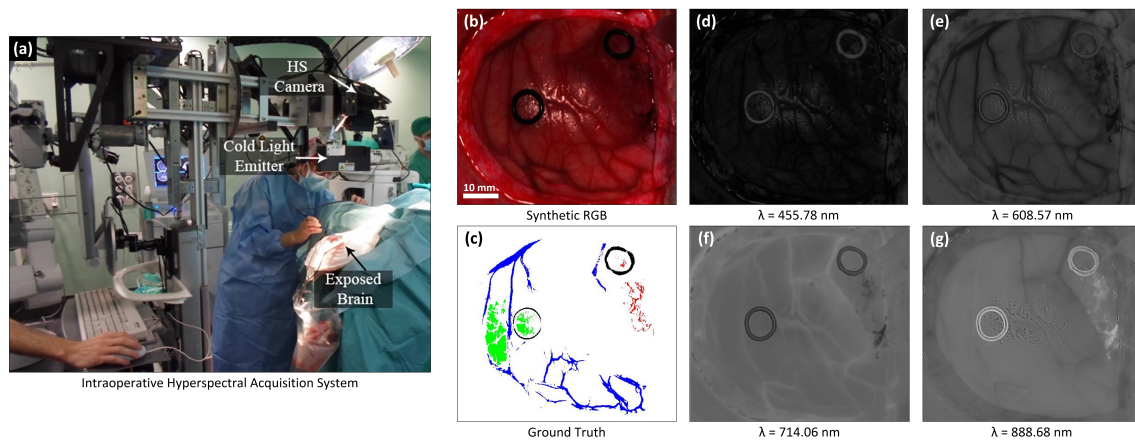 (a)
HS
Camera
Cold Light
Emitter
Exposed
Brain
Intraoperative Hyperspectral Acquisition System
(b)
10 mm
Synthetic RGB
(d)
λ = 455.78 nm
(e)
λ = 608.57 nm
(c)
Ground Truth
(f)
λ = 714.06 nm
(g)
λ = 888.68 nm